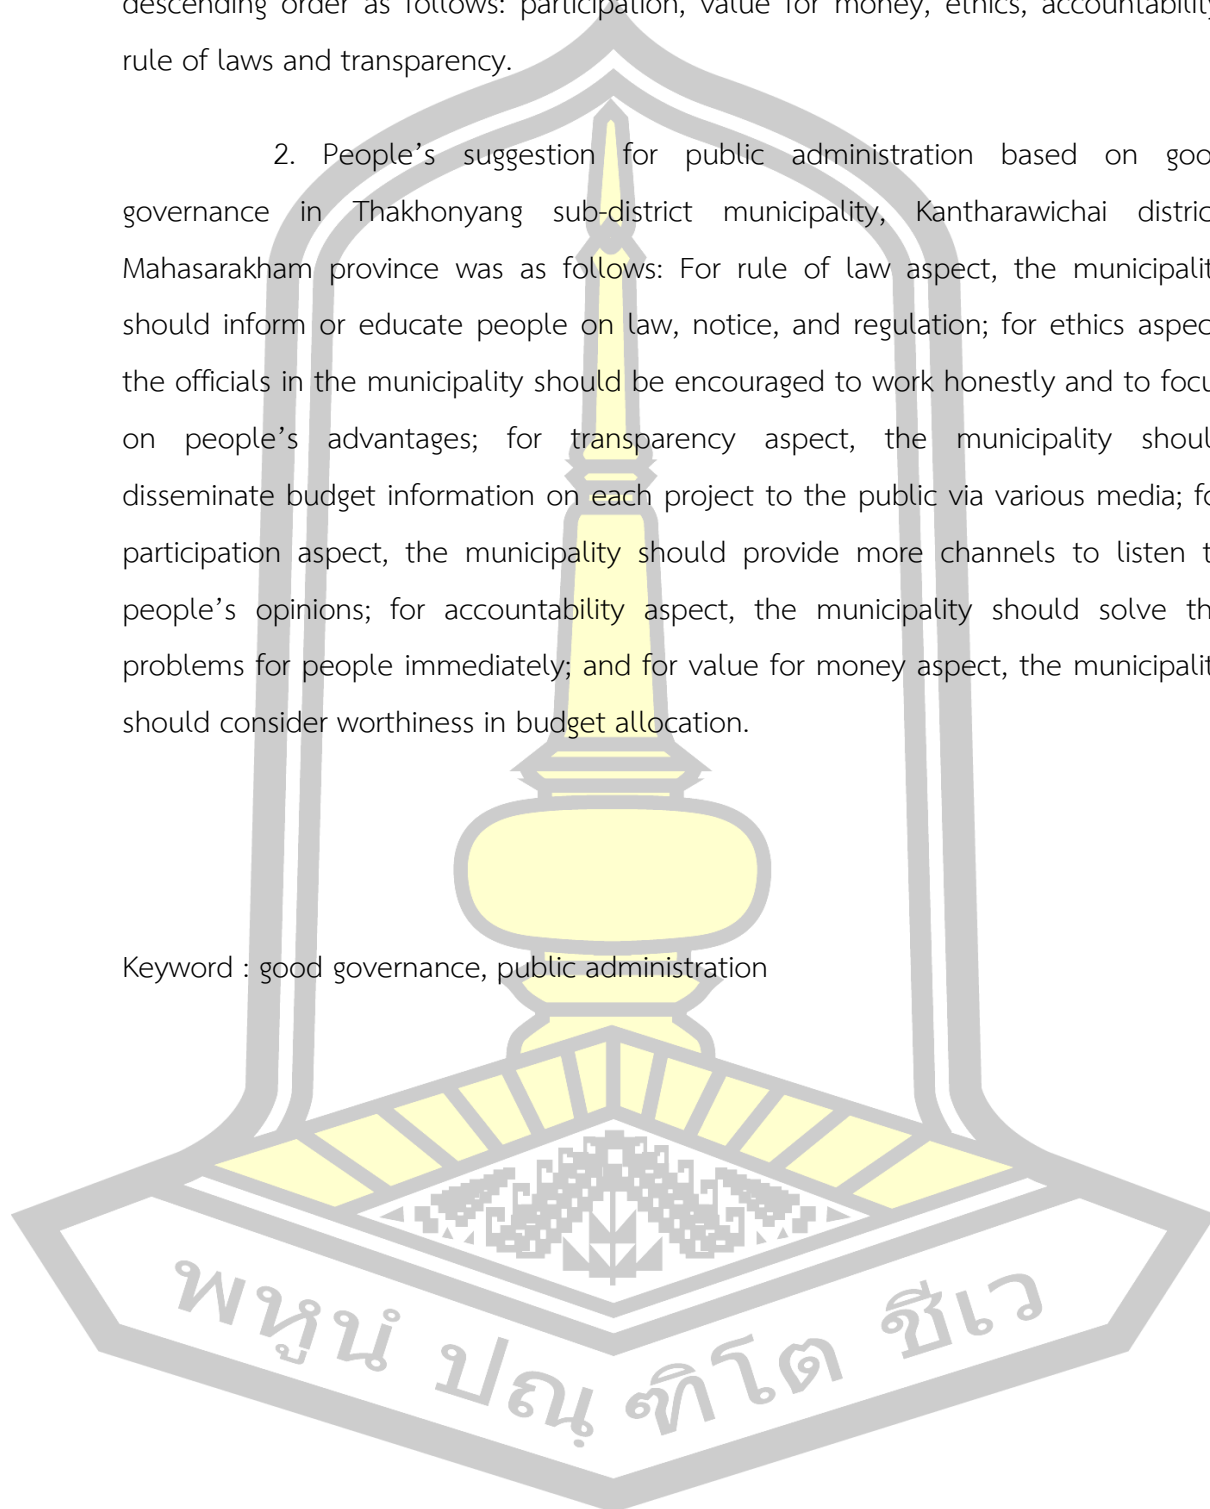 descending order as follows: participation, value for money, ethics, accountability
rule of laws and transparency.
2. People's suggestion for public administration based on goo
governance in Thakhonyang sub-district municipality, Kantharawichai distric
Mahasarakham province was as follows: For rule of law aspect, the municipalit
should inform or educate people on law, notice, and regulation; for ethics aspec
the officials in the municipality should be encouraged to work honestly and to focu
on people's advantages; for transparency aspect, the municipality shoul
disseminate budget information on each project to the public via various media; fo
participation aspect, the municipality should provide more channels to listen t
people's opinions; for accountability aspect, the municipality should solve th
problems for people immediately; and for value for money aspect, the municipalit
should consider worthiness in budget allocation.
Keyword : good governance, public administration
พหูนํ ปณฺฑิโต ชีเว